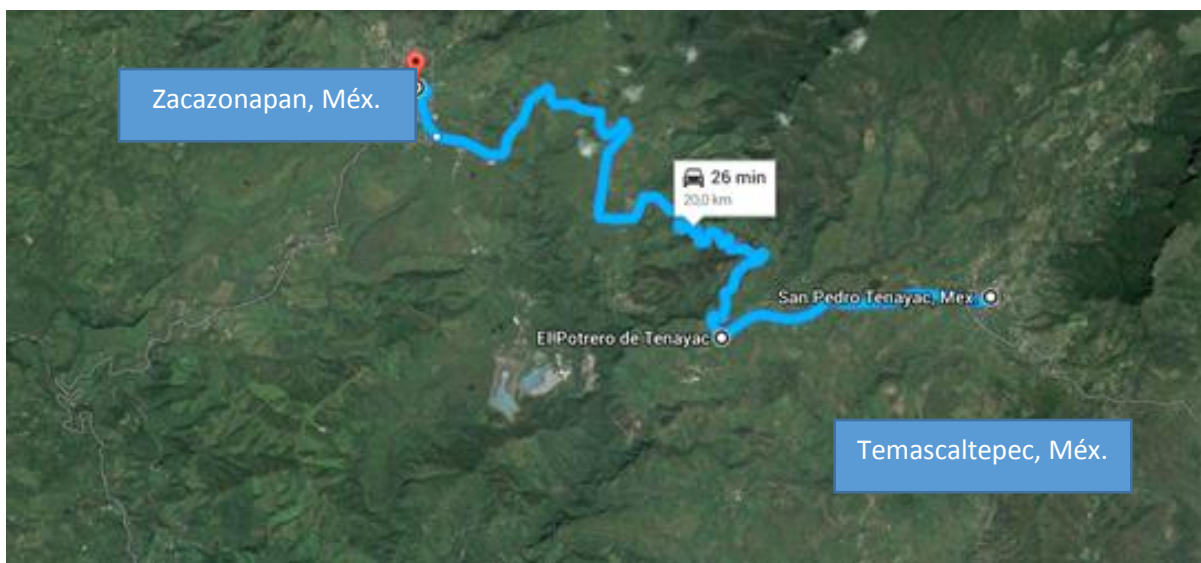 Zacazonapan, Méx.
26 min
20,0 km
San Pedro Tenayac, Mex
El Potrero de Tenayac
Temascaltepec, Méx.